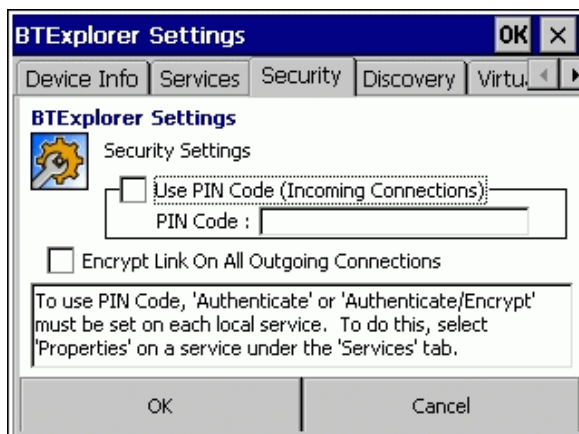 BTExplorer Settings OK
Device Info Services Security Discovery Virtu
BTExplorer Settings
Security Settings
Use PIN Code (Incoming Connections)
PIN Code :
Encrypt Link On All Outgoing Connections
To use PIN Code, 'Authenticate' or 'Authenticate/Encrypt'
must be set on each local service.  To do this, select
'Properties' on a service under the 'Services' tab.
OK Cancel